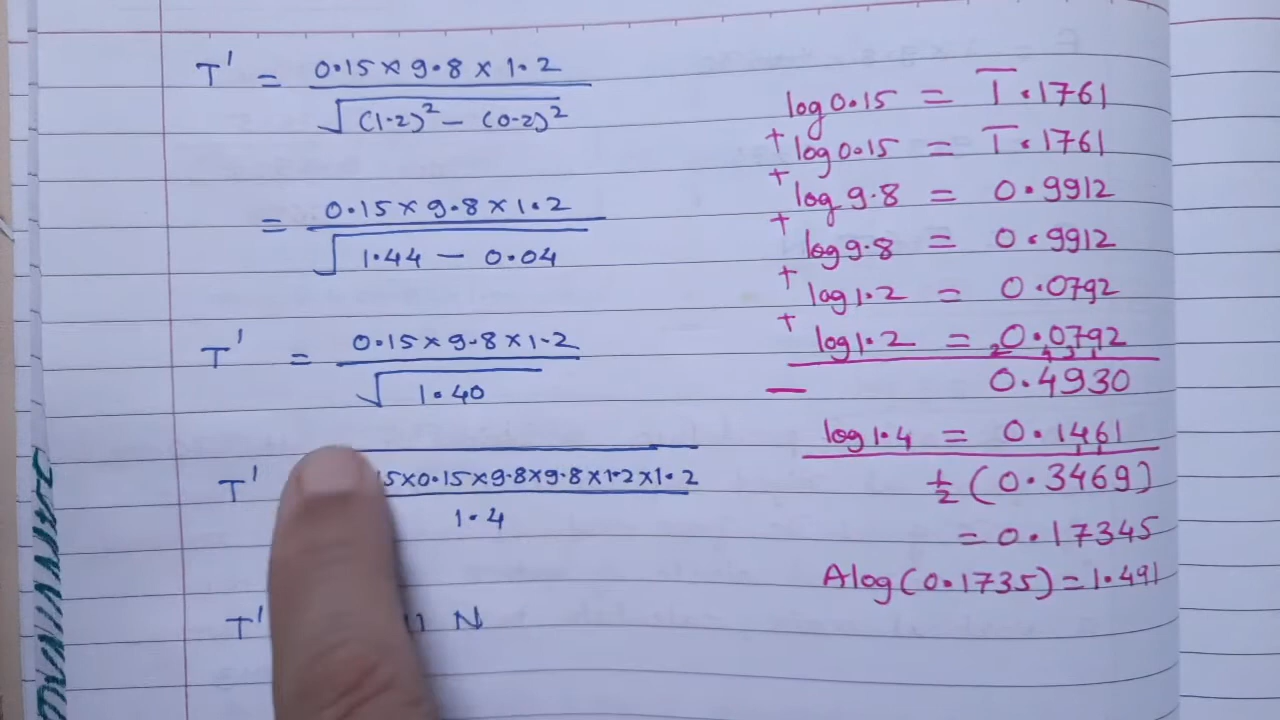 T' = 0.15 × 9.8 × 1.2
√(1.2)² − (0.2)²
= 0.15 × 9.8 × 1.2
√1.44 − 0.04
T' = 0.15 × 9.8 × 1.2
√1.40
T' 5×0.15×9.8×9.8×1.2×1.2
1.4
T' N
log 0.15 = T̅.1761
+ log 0.15 = T̅.1761
+ log 9.8 = 0.9912
+ log 9.8 = 0.9912
+ log 1.2 = 0.0792
+ log 1.2 = 0.0792
− 0.4930
log 1.4 = 0.1461
½ (0.3469)
= 0.17345
Alog (0.1735) = 1.491